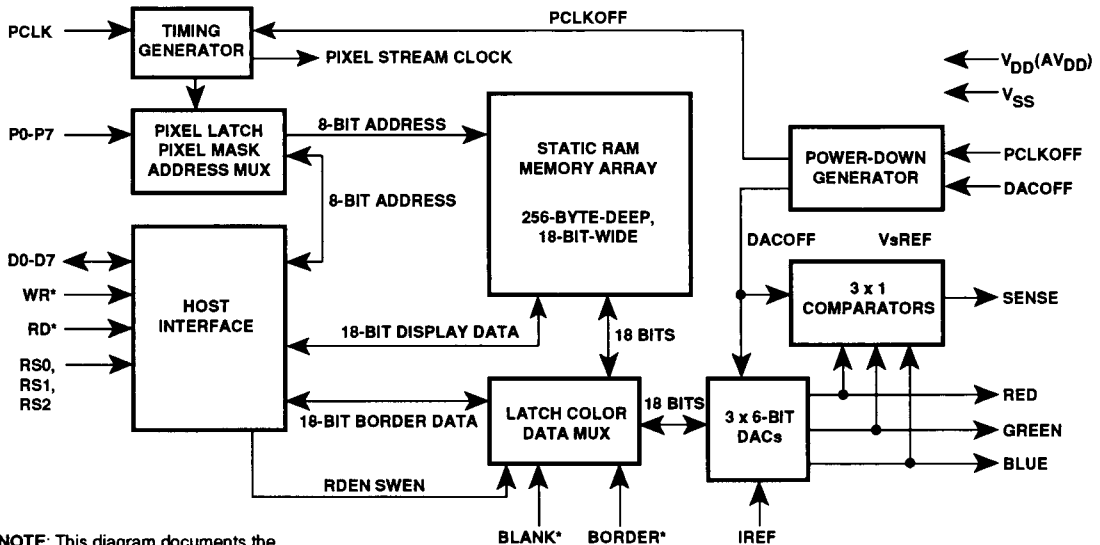 PCLK
TIMING
GENERATOR
PCLKOFF
PIXEL STREAM CLOCK
VDD(AVDD)
VSS
P0-P7
PIXEL LATCH
PIXEL MASK
ADDRESS MUX
8-BIT ADDRESS
8-BIT ADDRESS
STATIC RAM
MEMORY ARRAY
256-BYTE-DEEP,
18-BIT-WIDE
POWER-DOWN
GENERATOR
PCLKOFF
DACOFF
DACOFF
VsREF
D0-D7
WR*
RD*
RS0,
RS1,
RS2
HOST
INTERFACE
18-BIT DISPLAY DATA
18 BITS
3 x 1
COMPARATORS
SENSE
18-BIT BORDER DATA
LATCH COLOR
DATA MUX
18 BITS
3 x 6-BIT
DACs
RED
GREEN
BLUE
RDEN SWEN
BLANK*
BORDER*
IREF
NOTE: This diagram documents the